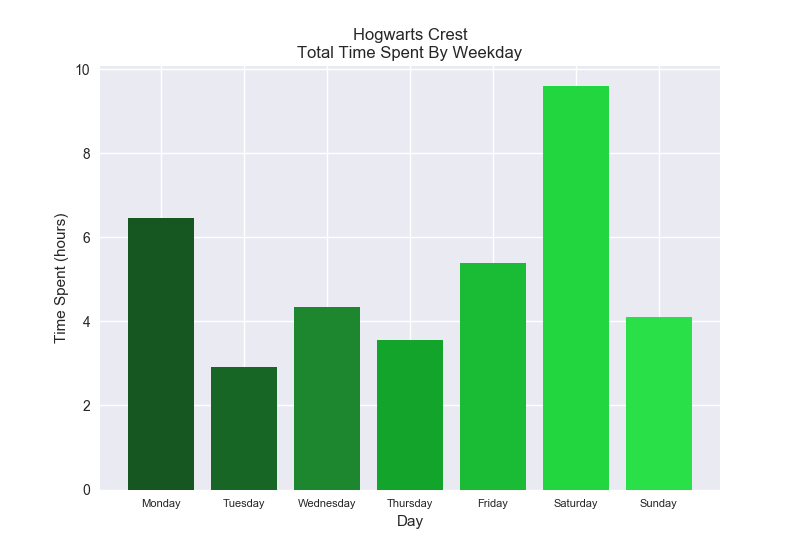 Hogwarts Crest
Total Time Spent By Weekday
Time Spent (hours)
10
8
6
4
2
0
Monday Tuesday Wednesday Thursday Friday Saturday Sunday
Day